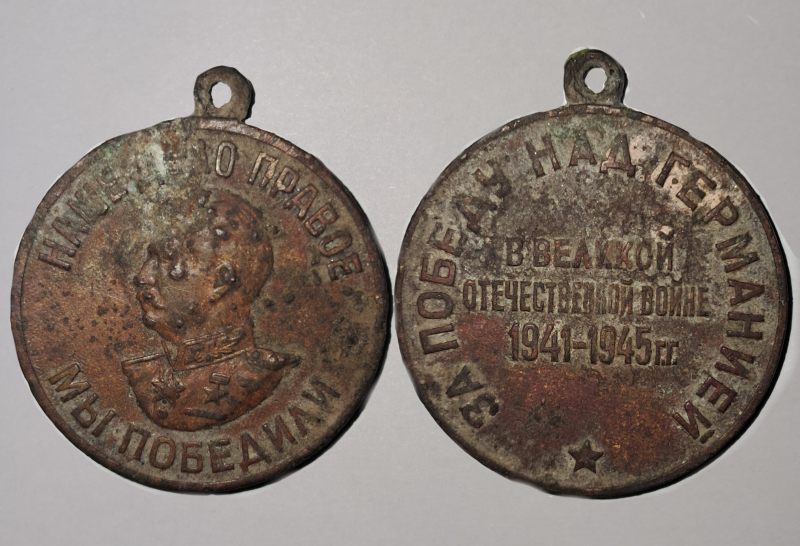 НАШЕ ПРАВОЕ
МЫ ПОБЕДИЛИ
ЗА ПОБЕДУ НАД ГЕРМАНИЕЙ
В ВЕЛИКОЙ
ОТЕЧЕСТВЕННОЙ ВОЙНЕ
1941-1945 гг.